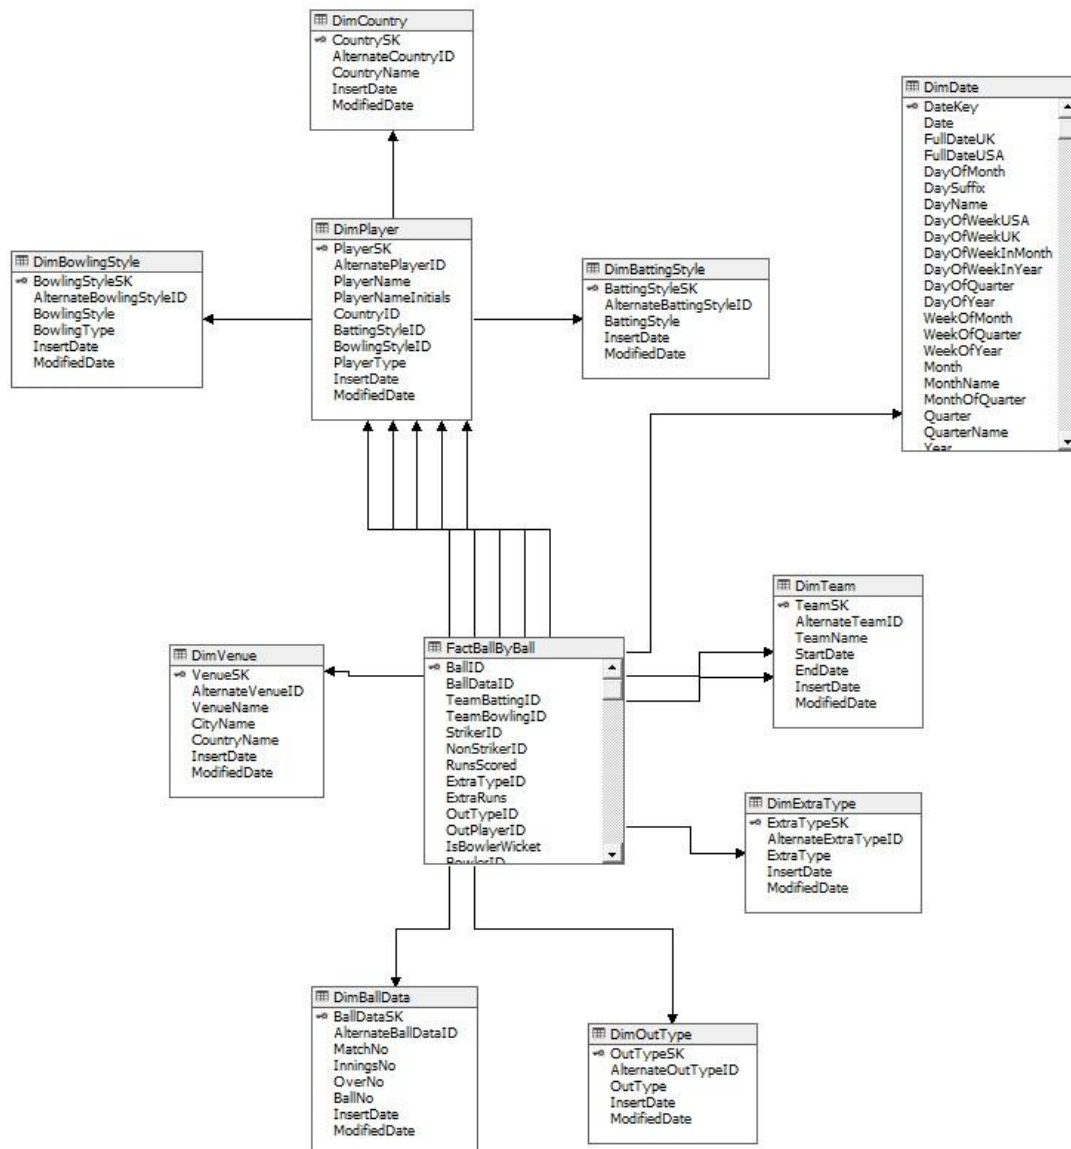 DimCountry
CountrySK
AlternateCountryID
CountryName
InsertDate
ModifiedDate
DimDate
DateKey
Date
FullDateUK
FullDateUSA
DayOfMonth
DaySuffix
DayName
DayOfWeekUSA
DayOfWeekUK
DayOfWeekInMonth
DayOfWeekInYear
DayOfQuarter
DayOfYear
WeekOfMonth
WeekOfQuarter
WeekOfYear
Month
MonthName
MonthOfQuarter
Quarter
QuarterName
Year
DimPlayer
PlayerSK
AlternatePlayerID
PlayerName
PlayerNameInitials
CountryID
BattingStyleID
BowlingStyleID
PlayerType
InsertDate
ModifiedDate
DimBowlingStyle
BowlingStyleSK
AlternateBowlingStyleID
BowlingStyle
BowlingType
InsertDate
ModifiedDate
DimBattingStyle
BattingStyleSK
AlternateBattingStyleID
BattingStyle
InsertDate
ModifiedDate
DimTeam
TeamSK
AlternateTeamID
TeamName
StartDate
EndDate
InsertDate
ModifiedDate
FactBallByBall
BallID
BallDataID
TeamBattingID
TeamBowlingID
StrikerID
NonStrikerID
RunsScored
ExtraTypeID
ExtraRuns
OutTypeID
OutPlayerID
IsBowlerWicket
BowlerID
DimVenue
VenueSK
AlternateVenueID
VenueName
CityName
CountryName
InsertDate
ModifiedDate
DimExtraType
ExtraTypeSK
AlternateExtraTypeID
ExtraType
InsertDate
ModifiedDate
DimBallData
BallDataSK
AlternateBallDataID
MatchNo
InningsNo
OverNo
BallNo
InsertDate
ModifiedDate
DimOutType
OutTypeSK
AlternateOutTypeID
OutType
InsertDate
ModifiedDate